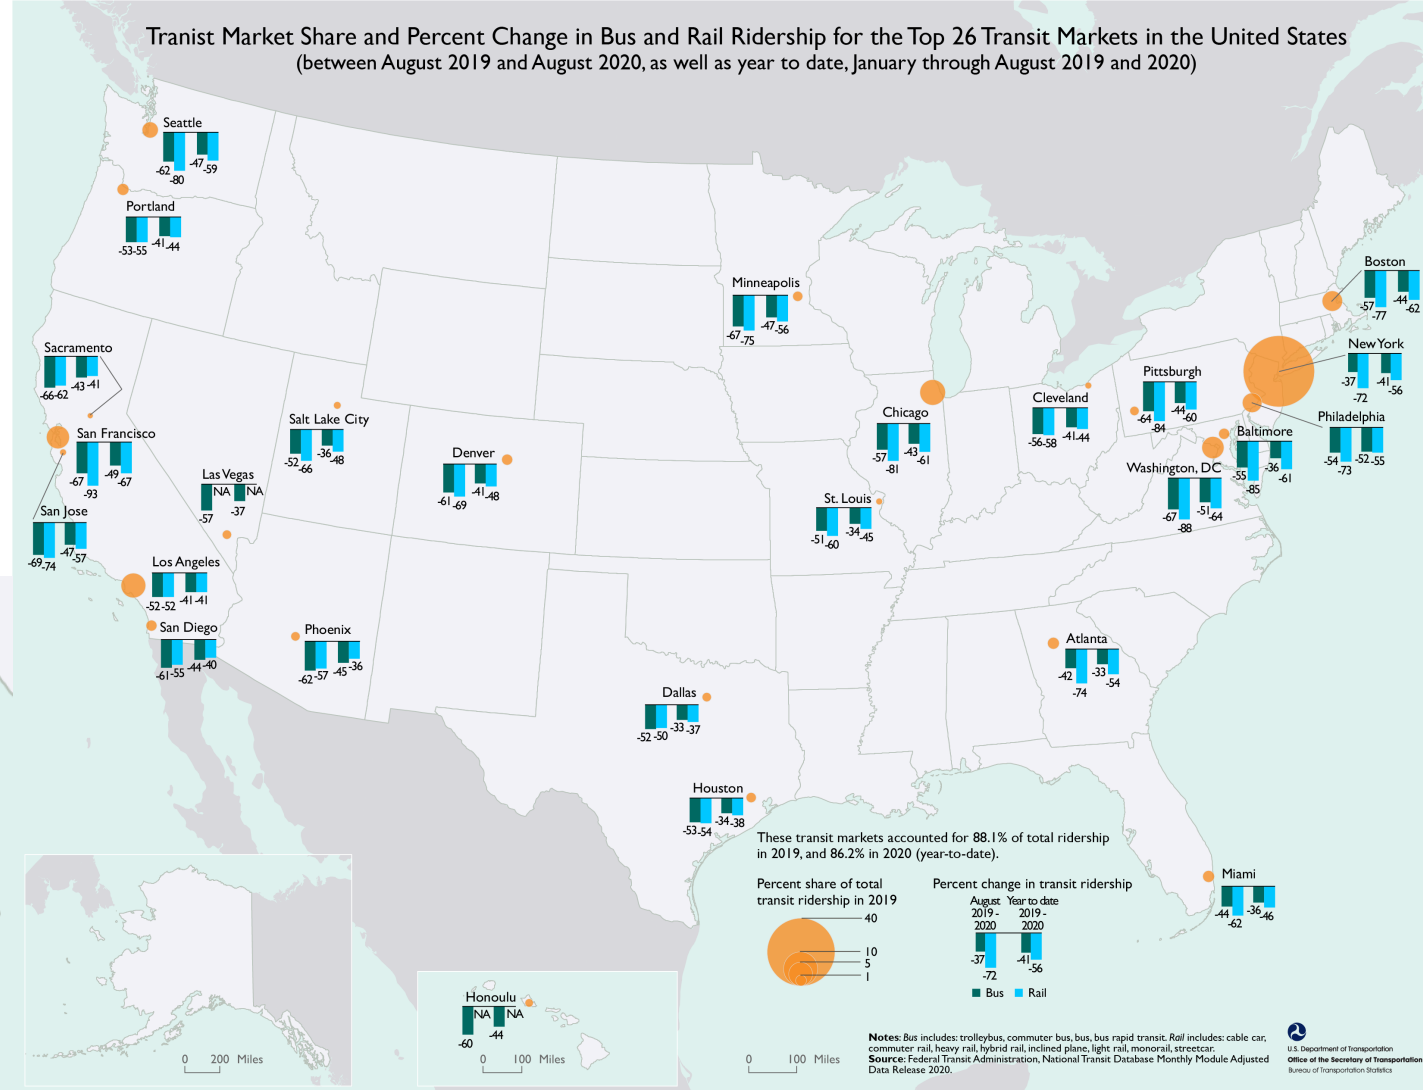 Tranist Market Share and Percent Change in Bus and Rail Ridership for the Top 26 Transit Markets in the United States
(between August 2019 and August 2020, as well as year to date, January through August 2019 and 2020)
Seattle
-62 -80 -47 -59
Portland
-53 -55 -41 -44
Sacramento
-66 -62 -43 -41
San Francisco
-67 -93 -49 -67
San Jose
-69 -74 -47 -57
Las Vegas
NA NA
-57 -37
Los Angeles
-52 -52 -41 -41
San Diego
-61 -55 -44 -40
Salt Lake City
-52 -66 -36 -48
Denver
-61 -69 -41 -48
Phoenix
-62 -57 -45 -36
Minneapolis
-67 -75 -47 -56
Chicago
-57 -81 -43 -61
St. Louis
-51 -60 -34 -45
Dallas
-52 -50 -33 -37
Houston
-53 -54 -34 -38
Cleveland
-56 -58 -41 -44
Pittsburgh
-64 -84 -44 -60
Boston
-57 -77 -44 -62
New York
-37 -72 -41 -56
Philadelphia
-54 -73 -52 -55
Baltimore
-55 -85 -36 -61
Washington, DC
-67 -88 -51 -64
Atlanta
-42 -74 -33 -54
Miami
-44 -62 -36 -46
Honoulu
NA NA
-60 -44
0 200 Miles
0 100 Miles
0 100 Miles
These transit markets accounted for 88.1% of total ridership
in 2019, and 86.2% in 2020 (year-to-date).
Percent share of total
transit ridership in 2019
40
10
5
1
Percent change in transit ridership
August Year to date
2019 - 2019 -
2020 2020
-37 -72 -41 -56
Bus Rail
Notes: Bus includes: trolleybus, commuter bus, bus, bus rapid transit. Rail includes: cable car,
commuter rail, heavy rail, hybrid rail, inclined plane, light rail, monorail, streetcar.
Source: Federal Transit Administration, National Transit Database Monthly Module Adjusted
Data Release 2020.
U.S. Department of Transportation
Office of the Secretary of Transportation
Bureau of Transportation Statistics